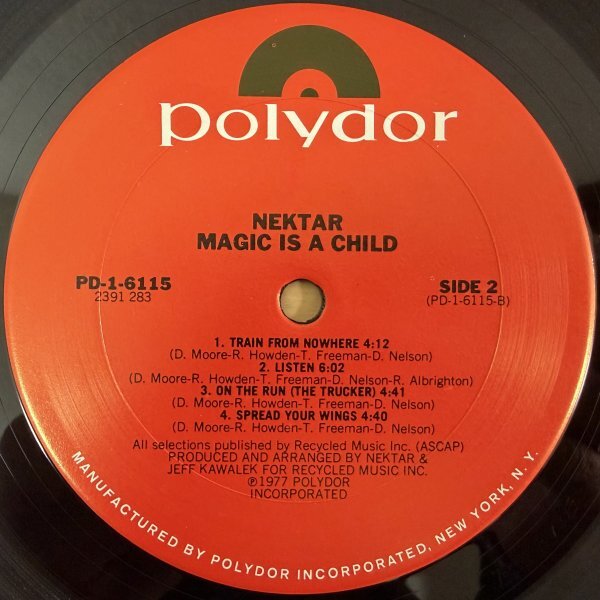 polydor
NEKTAR
MAGIC IS A CHILD
PD-1-6115
2391 283
SIDE 2
(PD-1-6115-B)
1. TRAIN FROM NOWHERE 4:12
(D. Moore-R. Howden-T. Freeman-D. Nelson)
2. LISTEN 6:02
(D. Moore-R. Howden-T. Freeman-D. Nelson-R. Albrighton)
3. ON THE RUN (THE TRUCKER) 4:41
(D. Moore-R. Howden-T. Freeman-D. Nelson)
4. SPREAD YOUR WINGS 4:40
(D. Moore-R. Howden-T. Freeman-D. Nelson)
All selections published by Recycled Music Inc. (ASCAP)
PRODUCED AND ARRANGED BY NEKTAR &
JEFF KAWALEK FOR RECYCLED MUSIC INC.
℗1977 POLYDOR
INCORPORATED
MANUFACTURED BY POLYDOR INCORPORATED, NEW YORK, N. Y.